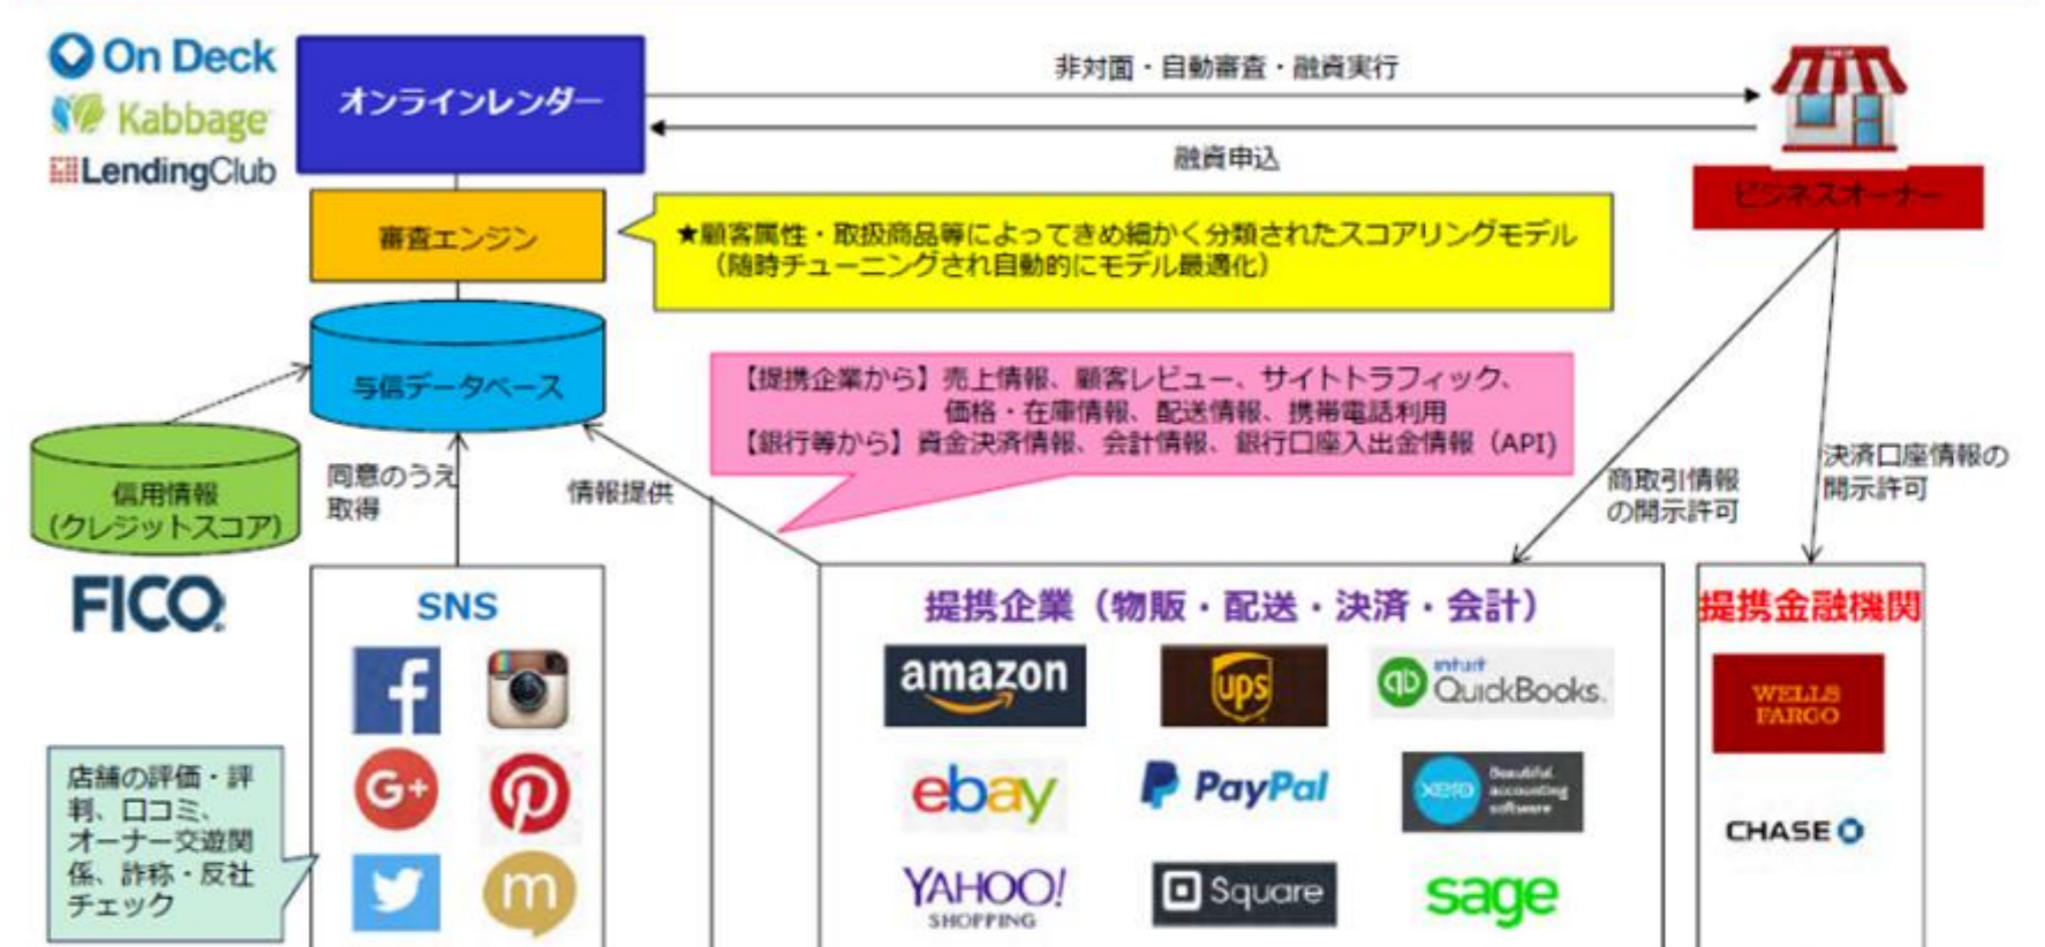 On Deck
Kabbage
LendingClub
オンラインレンダー
非対面・自動審査・融資実行
融資申込
SHOP
ビジネスオーナー
審査エンジン
★顧客属性・取扱商品等によってきめ細かく分類されたスコアリングモデル
（随時チューニングされ自動的にモデル最適化）
与信データベース
【提携企業から】売上情報、顧客レビュー、サイトトラフィック、
価格・在庫情報、配送情報、携帯電話利用
【銀行等から】資金決済情報、会計情報、銀行口座入出金情報（API)
信用情報
（クレジットスコア）
FICO
同意のうえ
取得
情報提供
商取引情報
の開示許可
決済口座情報の
開示許可
SNS
f
G+
m
店舗の評価・評
判、口コミ、
オーナー交遊関
係、詐称・反社
チェック
提携企業（物販・配送・決済・会計）
amazon
ups
qb
intuit
QuickBooks.
ebay
PayPal
xero
Beautiful
accounting
software
YAHOO!
SHOPPING
Square
sage
提携金融機関
WELLS
FARGO
CHASE